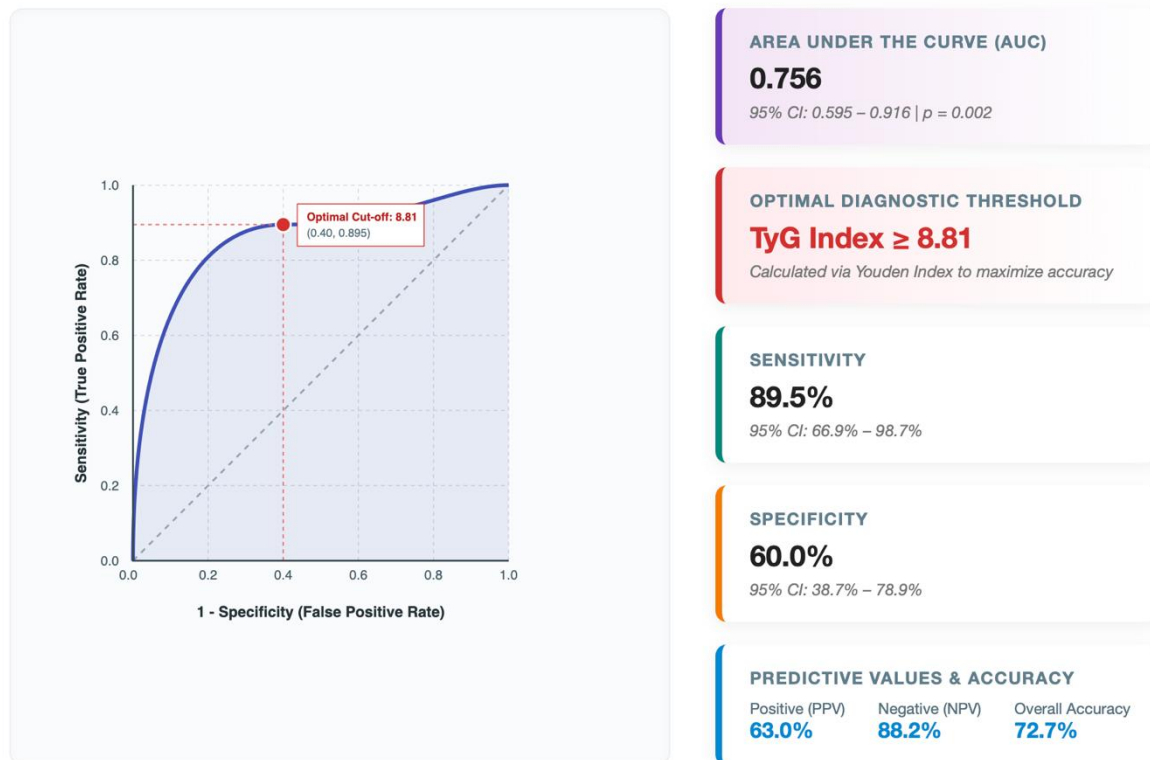 1.0
0.8
0.6
0.4
0.2
0.0
Sensitivity (True Positive Rate)
Optimal Cut-off: 8.81
(0.40, 0.895)
0.0 0.2 0.4 0.6 0.8 1.0
1 - Specificity (False Positive Rate)
AREA UNDER THE CURVE (AUC)
0.756
95% CI: 0.595 – 0.916 | p = 0.002
OPTIMAL DIAGNOSTIC THRESHOLD
TyG Index ≥ 8.81
Calculated via Youden Index to maximize accuracy
SENSITIVITY
89.5%
95% CI: 66.9% – 98.7%
SPECIFICITY
60.0%
95% CI: 38.7% – 78.9%
PREDICTIVE VALUES & ACCURACY
Positive (PPV) Negative (NPV) Overall Accuracy
63.0% 88.2% 72.7%